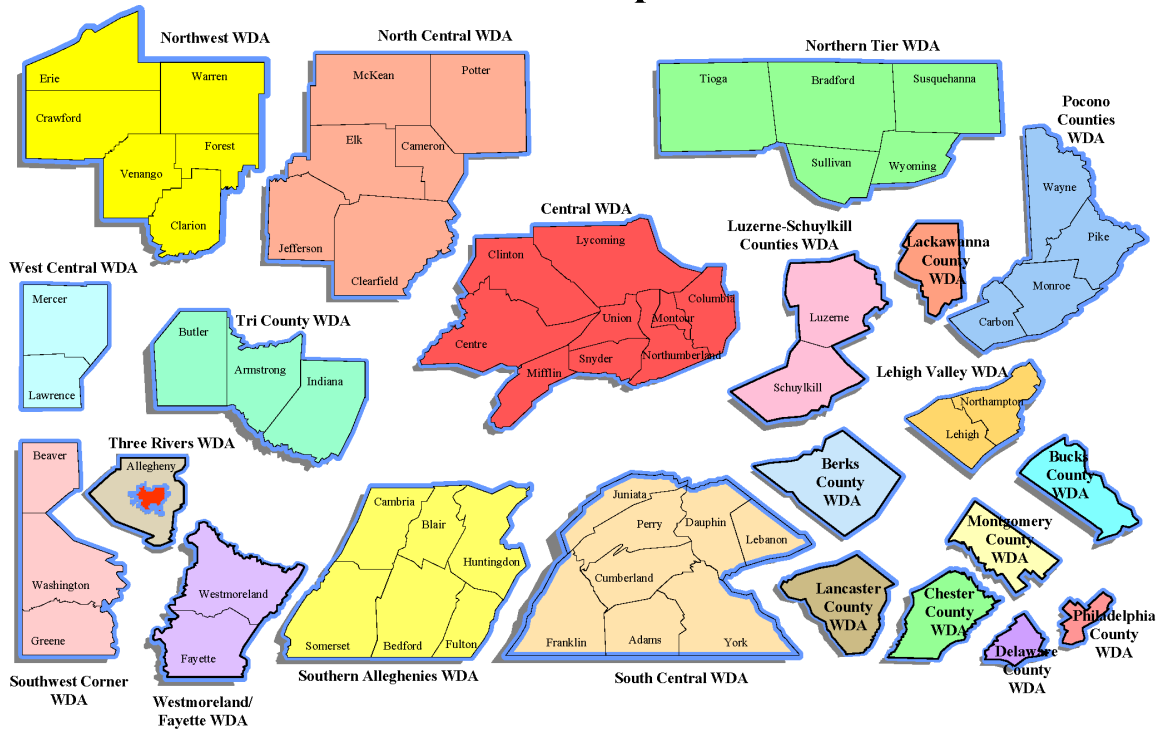 Northwest WDA
Erie
Warren
Crawford
Forest
Venango
Clarion
North Central WDA
McKean
Potter
Elk
Cameron
Jefferson
Clearfield
Northern Tier WDA
Tioga
Bradford
Susquehanna
Sullivan
Wyoming
Pocono
Counties
WDA
Wayne
Pike
Monroe
Carbon
West Central WDA
Mercer
Lawrence
Tri County WDA
Butler
Armstrong
Indiana
Central WDA
Lycoming
Clinton
Columbia
Union
Montour
Centre
Snyder
Northumberland
Mifflin
Luzerne-Schuylkill
Counties WDA
Luzerne
Schuylkill
Lackawanna
County
WDA
Lehigh Valley WDA
Northampton
Lehigh
Beaver
Washington
Greene
Southwest Corner
WDA
Three Rivers WDA
Allegheny
Westmoreland
Fayette
Westmoreland/
Fayette WDA
Cambria
Blair
Huntingdon
Somerset
Bedford
Fulton
Southern Alleghenies WDA
Juniata
Perry
Dauphin
Lebanon
Cumberland
Franklin
Adams
York
South Central WDA
Berks
County
WDA
Bucks
County
WDA
Montgomery
County
WDA
Lancaster
County
WDA
Chester
County
WDA
Delaware
County
WDA
Philadelphia
County
WDA